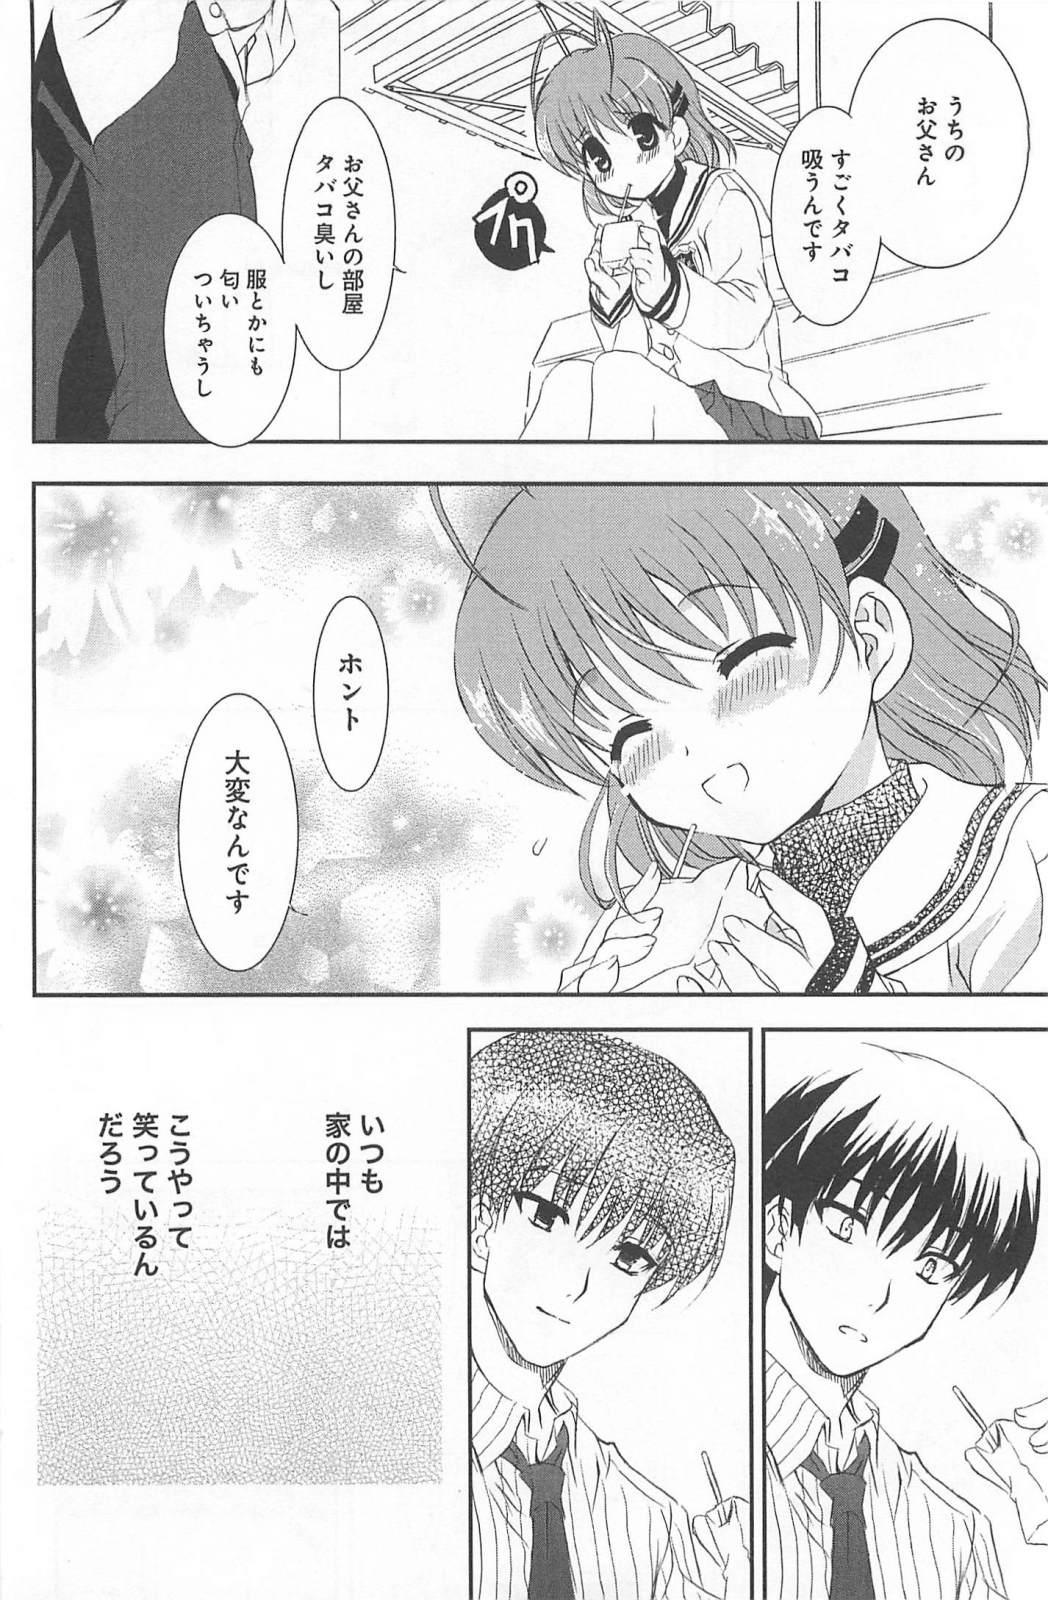 うちの
お父さん
すごくタバコ
吸うんです
プク
お父さんの部屋
タバコ臭いし
服とかにも
匂い
ついちゃうし
ホント
大変なんです
いつも
家の中では
こうやって
笑っているん
だろう